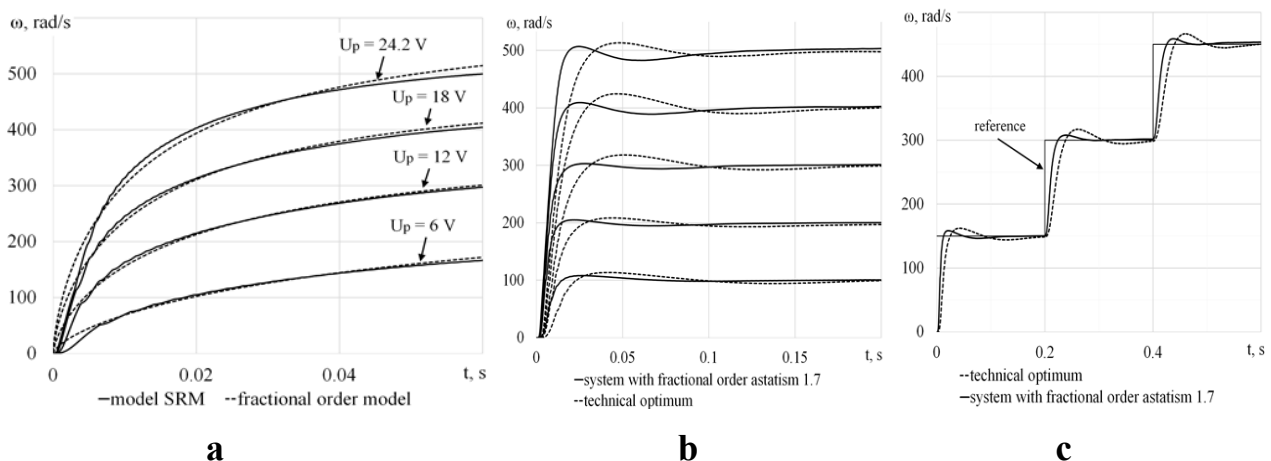 ω, rad/s
500
400
300
200
100
0
0
0.02
0.04
t, s
Up = 24.2 V
Up = 18 V
Up = 12 V
Up = 6 V
model SRM
fractional order model
a
ω, rad/s
500
400
300
200
100
0
0
0.05
0.1
0.15
t, s
system with fractional order astatism 1.7
technical optimum
b
ω, rad/s
450
300
150
0
0
0.2
0.4
t, s
reference
technical optimum
system with fractional order astatism 1.7
c